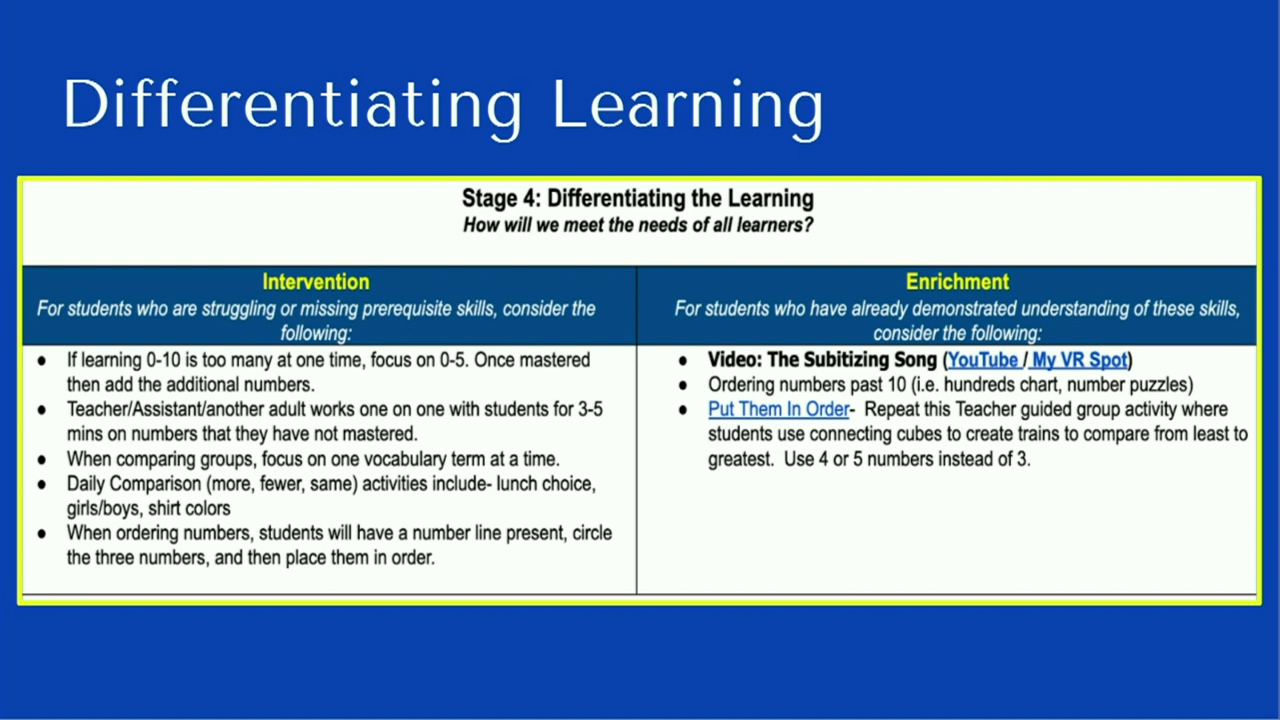 Differentiating Learning
Stage 4: Differentiating the Learning
How will we meet the needs of all learners?
Intervention
For students who are struggling or missing prerequisite skills, consider the
following:
● If learning 0-10 is too many at one time, focus on 0-5. Once mastered
then add the additional numbers.
● Teacher/Assistant/another adult works one on one with students for 3-5
mins on numbers that they have not mastered.
● When comparing groups, focus on one vocabulary term at a time.
● Daily Comparison (more, fewer, same) activities include- lunch choice,
girls/boys, shirt colors
● When ordering numbers, students will have a number line present, circle
the three numbers, and then place them in order.
Enrichment
For students who have already demonstrated understanding of these skills,
consider the following:
● Video: The Subitizing Song (YouTube / My VR Spot)
● Ordering numbers past 10 (i.e. hundreds chart, number puzzles)
● Put Them In Order- Repeat this Teacher guided group activity where
students use connecting cubes to create trains to compare from least to
greatest. Use 4 or 5 numbers instead of 3.